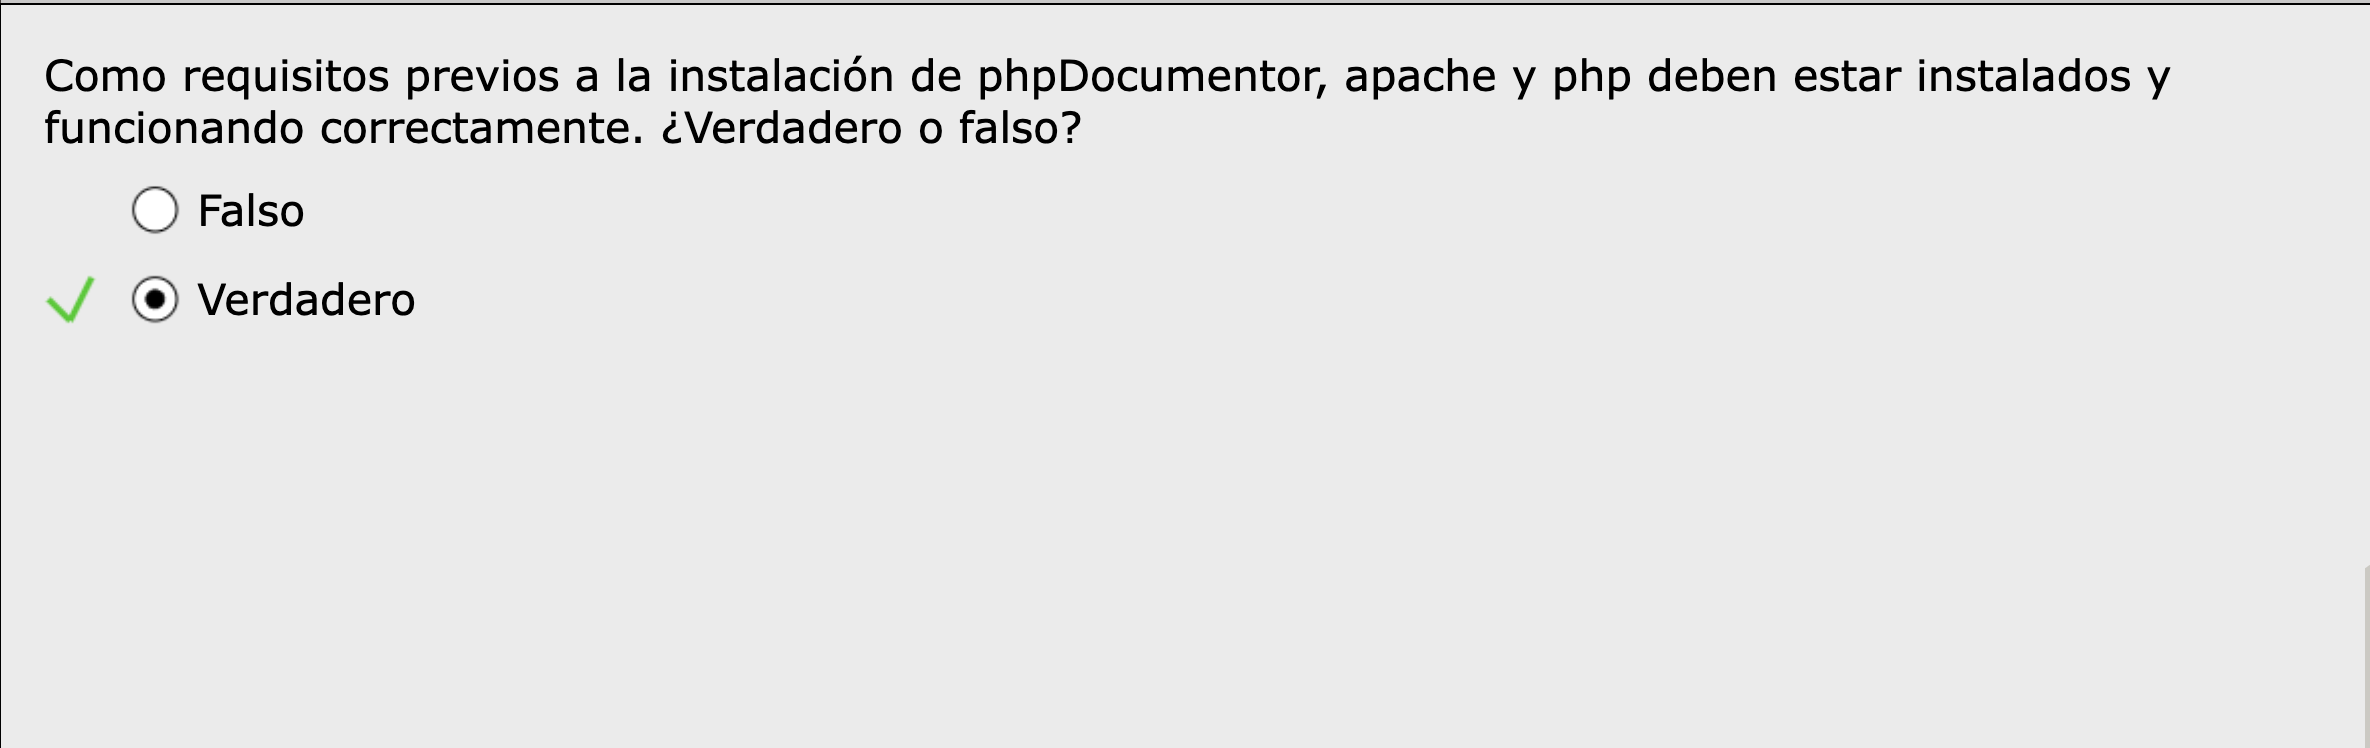 Como requisitos previos a la instalación de phpDocumentor, apache y php deben estar instalados y
funcionando correctamente. ¿Verdadero o falso?
Falso
Verdadero